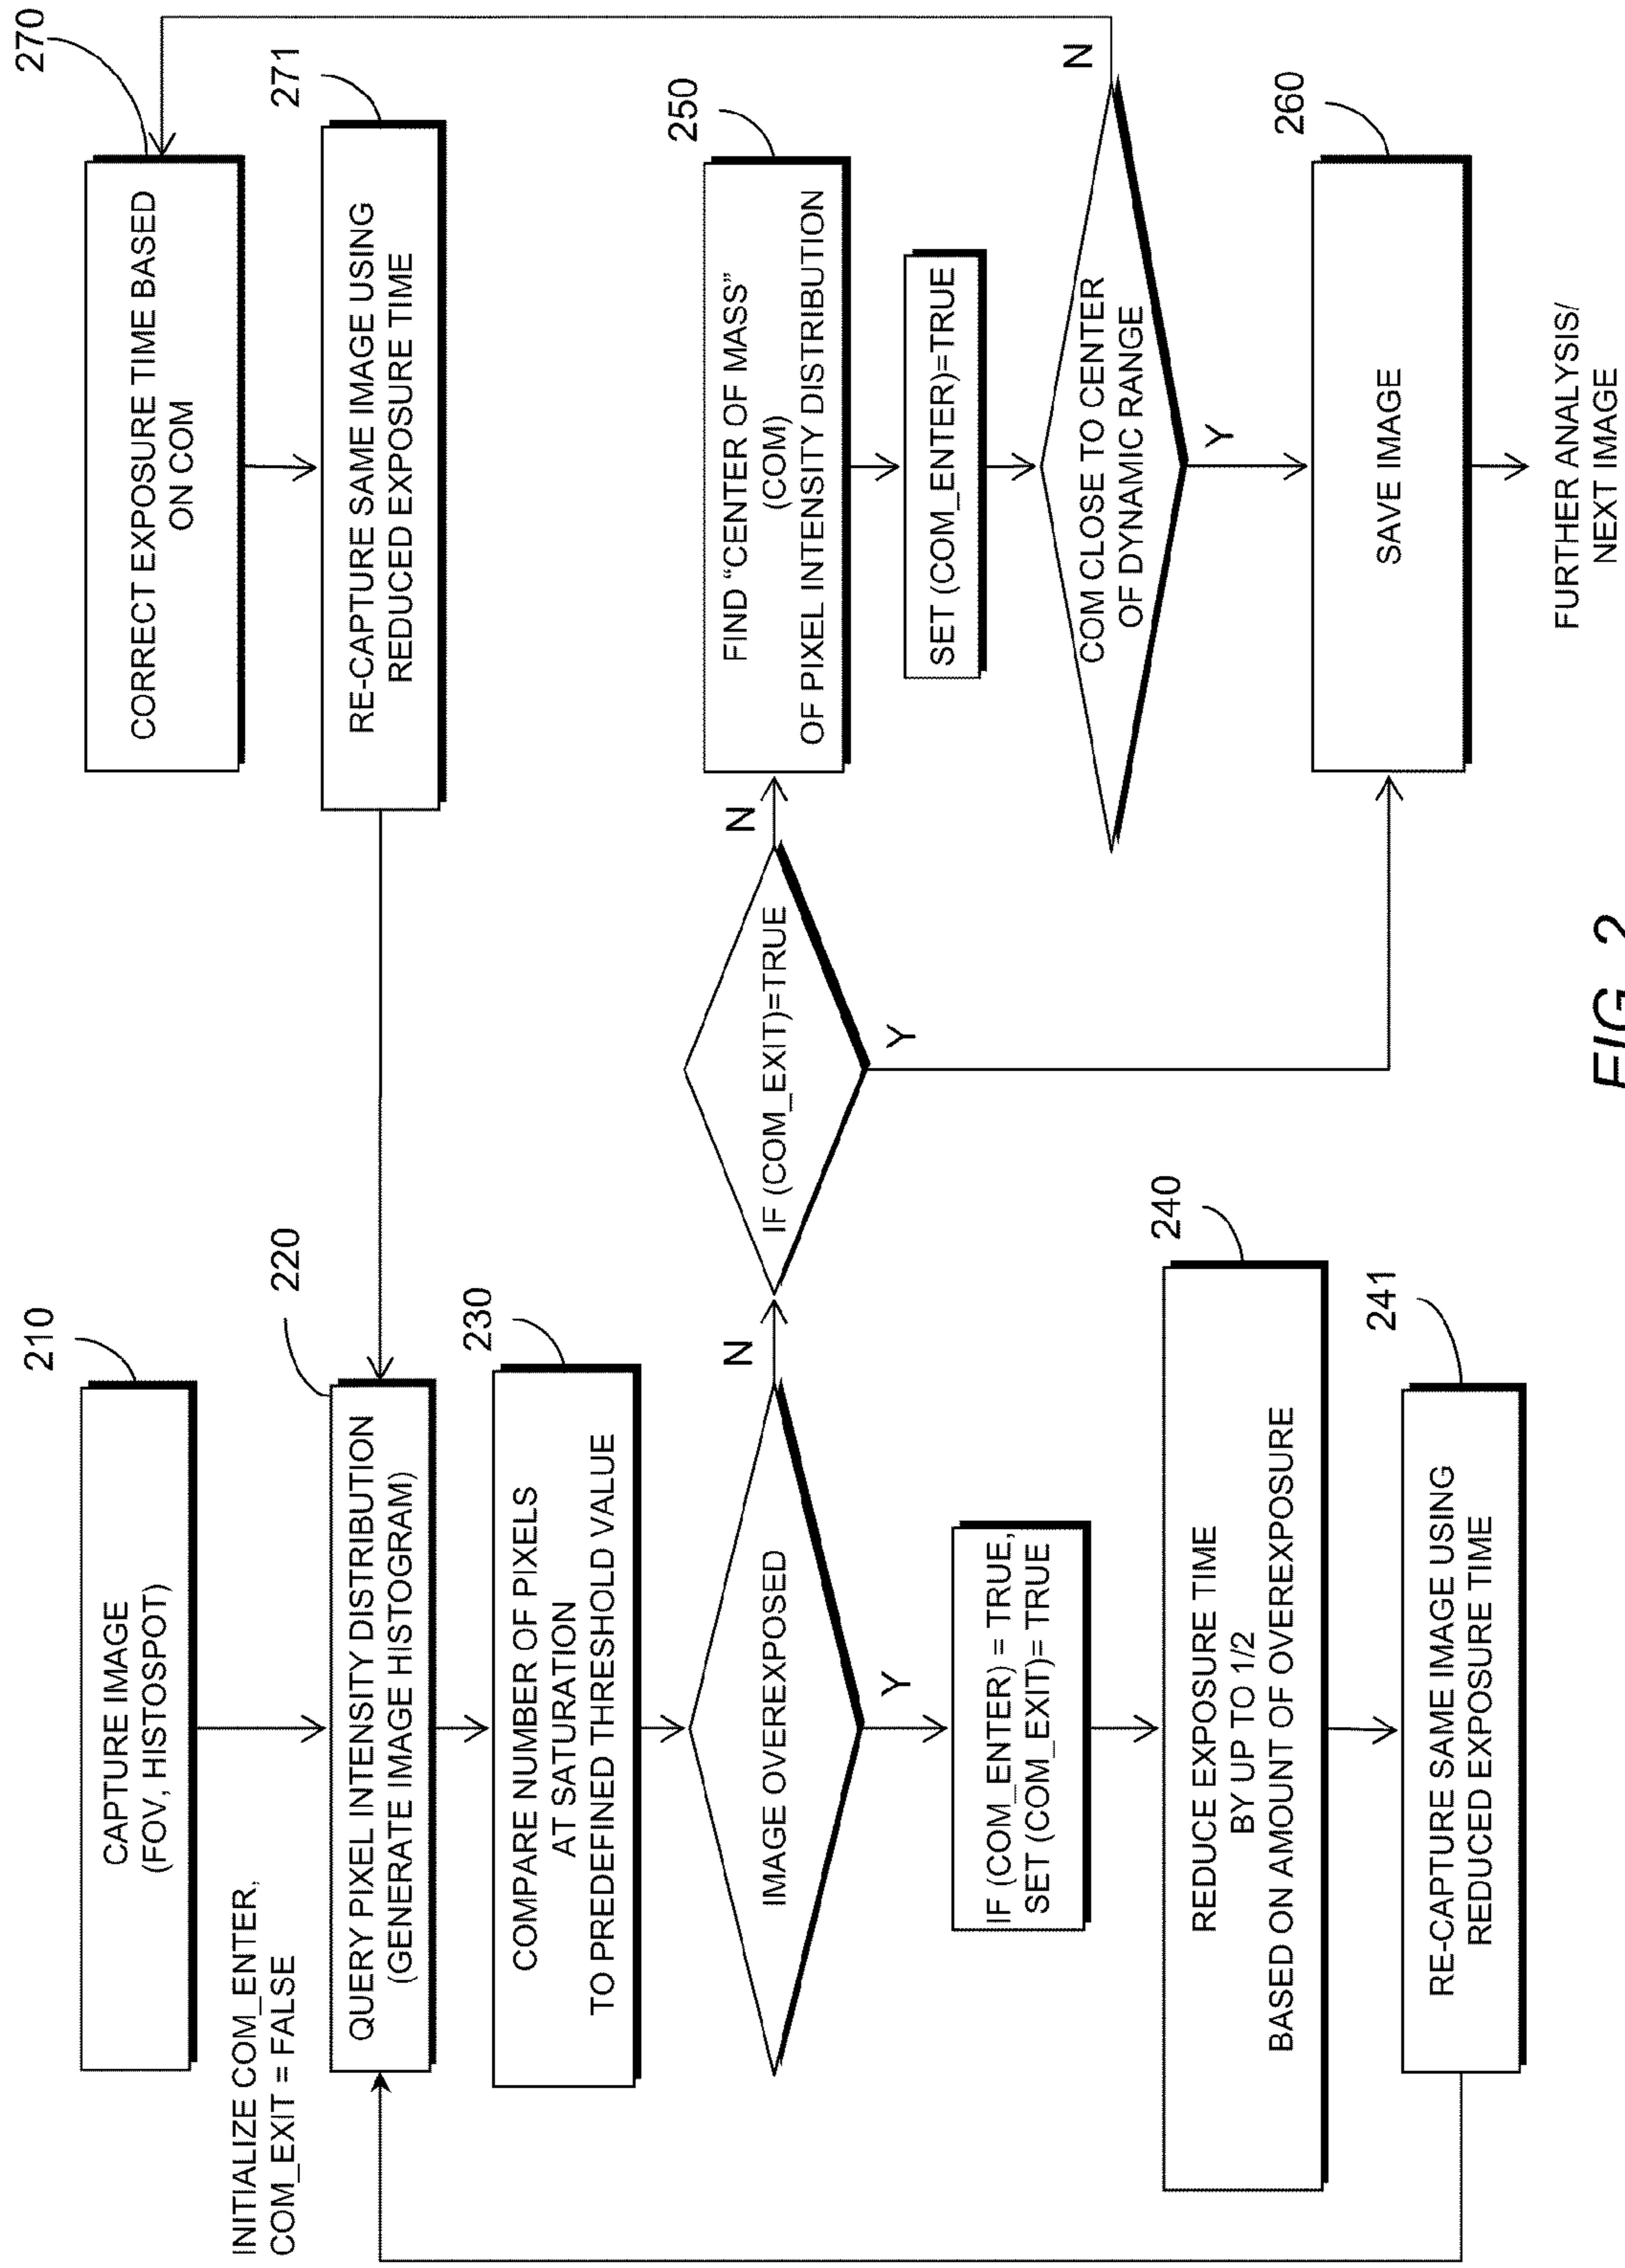 210
CAPTURE IMAGE
(FOV, HISTOSPOT)
INITIALIZE COM_ENTER,
COM_EXIT = FALSE
220
QUERY PIXEL INTENSITY DISTRIBUTION
(GENERATE IMAGE HISTOGRAM)
230
COMPARE NUMBER OF PIXELS
AT SATURATION
TO PREDEFINED THRESHOLD VALUE
IMAGE OVEREXPOSED
N
Y
IF (COM_ENTER) = TRUE,
SET (COM_EXIT)= TRUE
240
REDUCE EXPOSURE TIME
BY UP TO 1/2
BASED ON AMOUNT OF OVEREXPOSURE
241
RE-CAPTURE SAME IMAGE USING
REDUCED EXPOSURE TIME
IF (COM_EXIT)=TRUE
N
Y
270
CORRECT EXPOSURE TIME BASED
ON COM
271
RE-CAPTURE SAME IMAGE USING
REDUCED EXPOSURE TIME
250
FIND “CENTER OF MASS”
(COM)
OF PIXEL INTENSITY DISTRIBUTION
SET (COM_ENTER)=TRUE
COM CLOSE TO CENTER
OF DYNAMIC RANGE
N
Y
260
SAVE IMAGE
FURTHER ANALYSIS/
NEXT IMAGE
FIG. 2